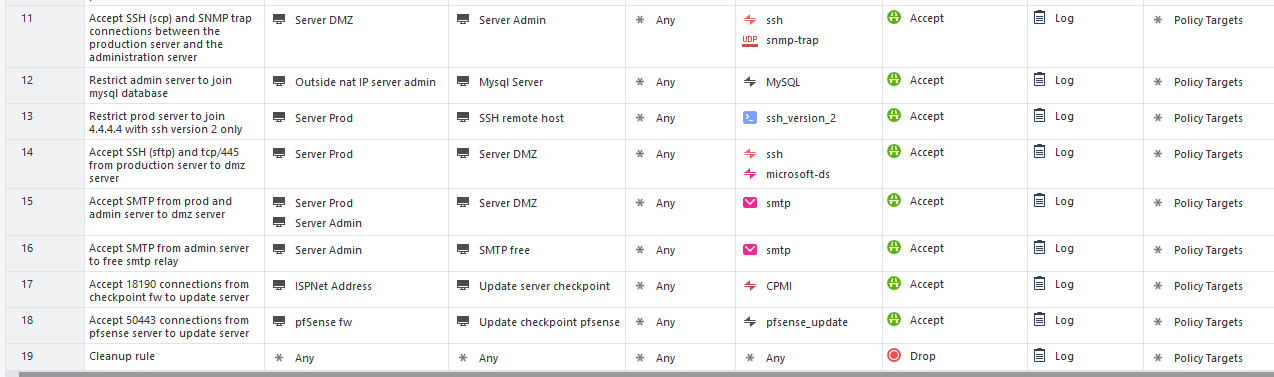 11 Accept SSH (scp) and SNMP trap Server DMZ Server Admin Any ssh Accept Log Policy Targets
connections between the UDP snmp-trap
production server and the
administration server
12 Restrict admin server to join Outside nat IP server admin Mysql Server Any MySQL Accept Log Policy Targets
mysql database
13 Restrict prod server to join Server Prod SSH remote host Any ssh_version_2 Accept Log Policy Targets
4.4.4.4 with ssh version 2 only
14 Accept SSH (sftp) and tcp/445 Server Prod Server DMZ Any ssh Accept Log Policy Targets
from production server to dmz microsoft-ds
server
15 Accept SMTP from prod and Server Prod Server DMZ Any smtp Accept Log Policy Targets
admin server to dmz server Server Admin
16 Accept SMTP from admin server Server Admin SMTP free Any smtp Accept Log Policy Targets
to free smtp relay
17 Accept 18190 connections from ISPNet Address Update server checkpoint Any CPMI Accept Log Policy Targets
checkpoint fw to update server
18 Accept 50443 connections from pfSense fw Update checkpoint pfsense Any pfsense_update Accept Log Policy Targets
pfsense server to update server
19 Cleanup rule Any Any Any Any Drop Log Policy Targets